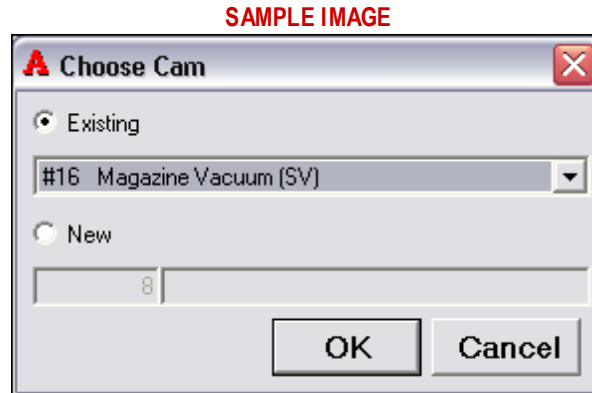 SAMPLE IMAGE
Choose Cam
Existing
#16 Magazine Vacuum (SV)
New
8
OK Cancel